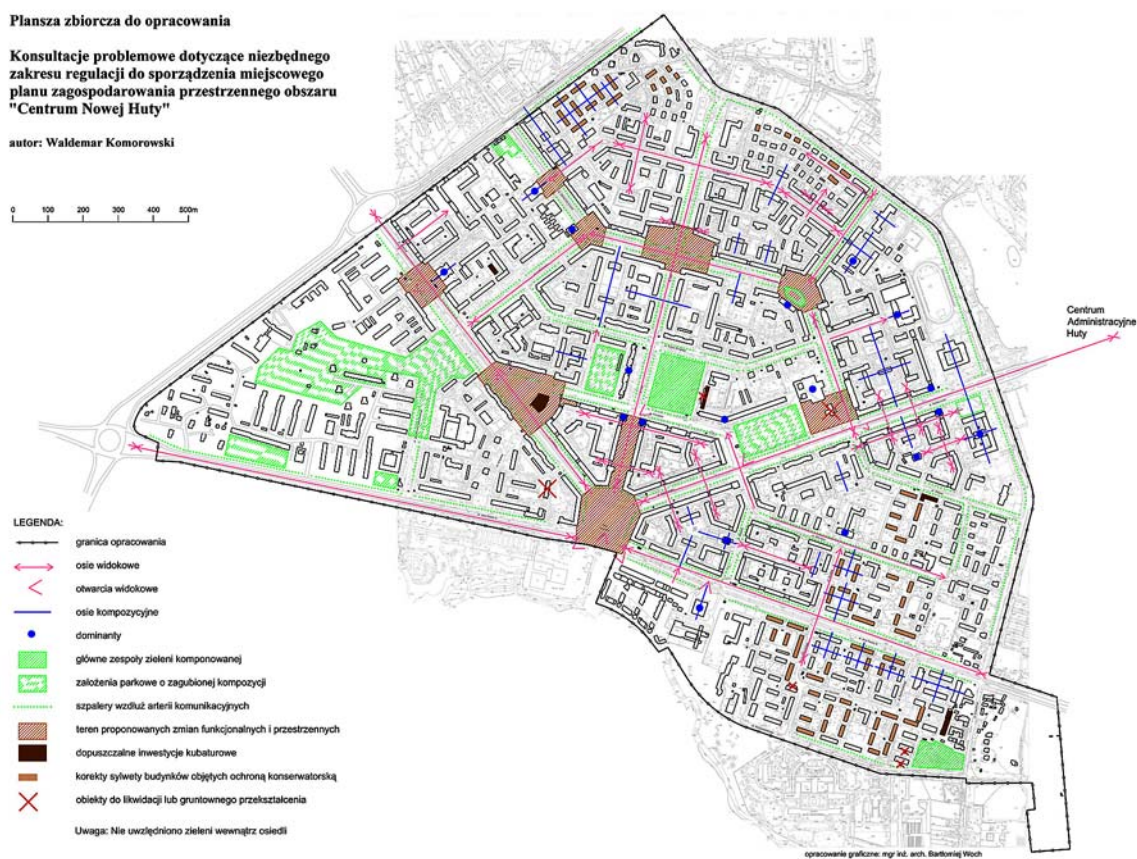 Plansza zbiorcza do opracowania
Konsultacje problemowe dotyczące niezbędnego
zakresu regulacji do sporządzenia miejscowego
planu zagospodarowania przestrzennego obszaru
"Centrum Nowej Huty"
autor: Waldemar Komorowski
0 100 200 300 400 500m
Centrum
Administracyjne
Huty
LEGENDA:
granica opracowania
osie widokowe
otwarcia widokowe
osie kompozycyjne
dominanty
główne zespoły zieleni komponowanej
założenia parkowe o zagubionej kompozycji
szpalery wzdłuż arterii komunikacyjnych
teren proponowanych zmian funkcjonalnych i przestrzennych
dopuszczalne inwestycje kubaturowe
korekty sylwety budynków objętych ochroną konserwatorską
obiekty do likwidacji lub gruntownego przekształcenia
Uwaga: Nie uwzlędniono zieleni wewnątrz osiedli
opracowanie graficzne: mgr inż. arch. Bartłomiej Woch